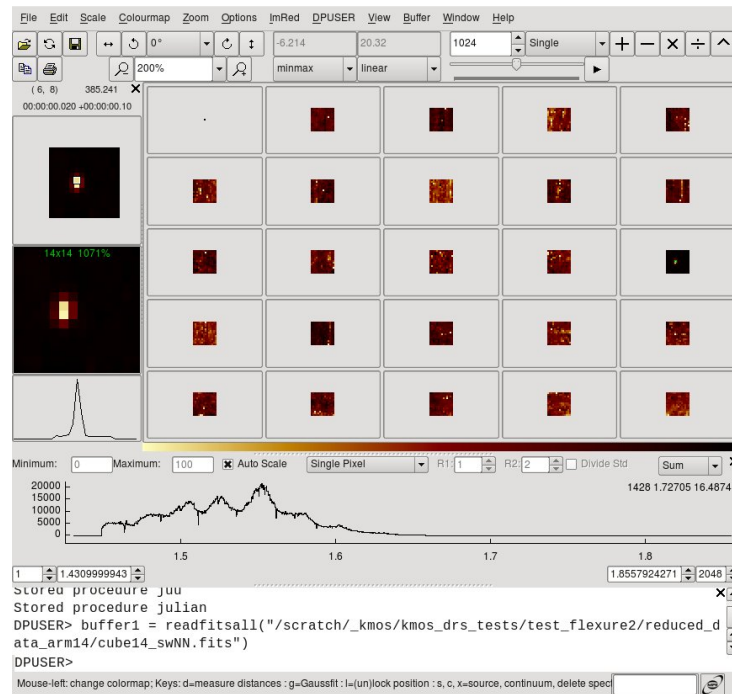 File Edit Scale Colourmap Zoom Options ImRed DPUSER View Buffer Window Help
0° -6.214 20.32 1024 Single
200% minmax linear
( 6, 8) 385.241
00:00:00.020 +00:00:00.10
14x14 1071%
Minimum: 0 Maximum: 100 Auto Scale Single Pixel R1: 1 R2: 2 Divide Std Sum
20000
15000
10000
5000
0
1428 1.72705 16.4874
1.5 1.6 1.7 1.8
1 1.4309999943 1.8557924271 2048
Stored procedure juu
Stored procedure julian
DPUSER> buffer1 = readfitsall("/scratch/_kmos/kmos_drs_tests/test_flexure2/reduced_d
ata_arm14/cube14_swNN.fits")
DPUSER>
Mouse-left: change colormap; Keys: d=measure distances : g=Gaussfit : l=(un)lock position : s, c, x=source, continuum, delete spect